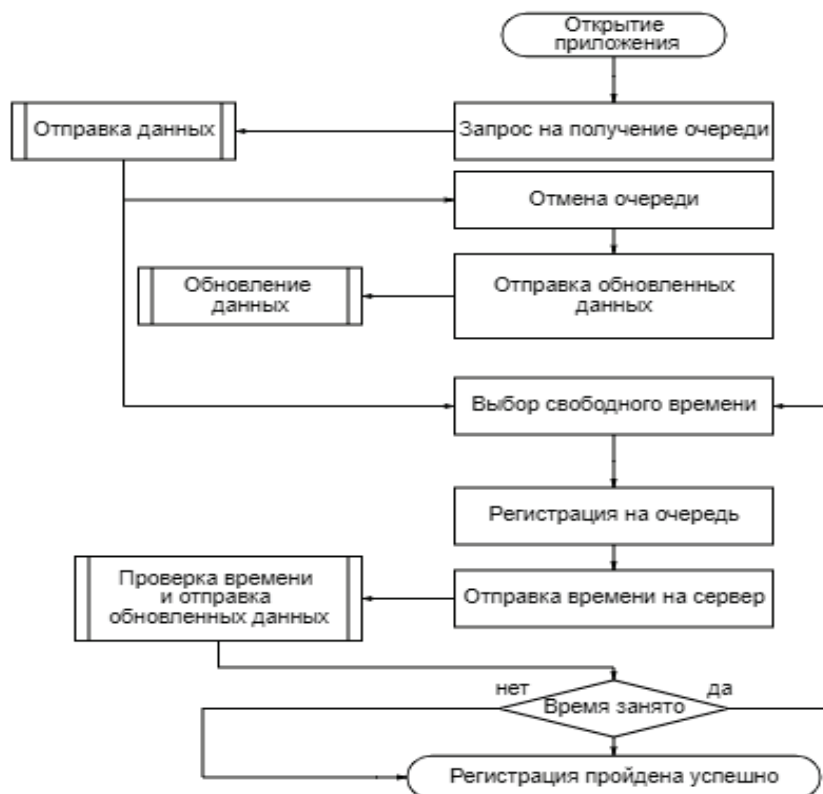 Открытие
приложения
Отправка данных
Запрос на получение очереди
Отмена очереди
Обновление
данных
Отправка обновленных
данных
Выбор свободного времени
Регистрация на очередь
Проверка времени
и отправка
обновленных данных
Отправка времени на сервер
нет
да
Время занято
Регистрация пройдена успешно